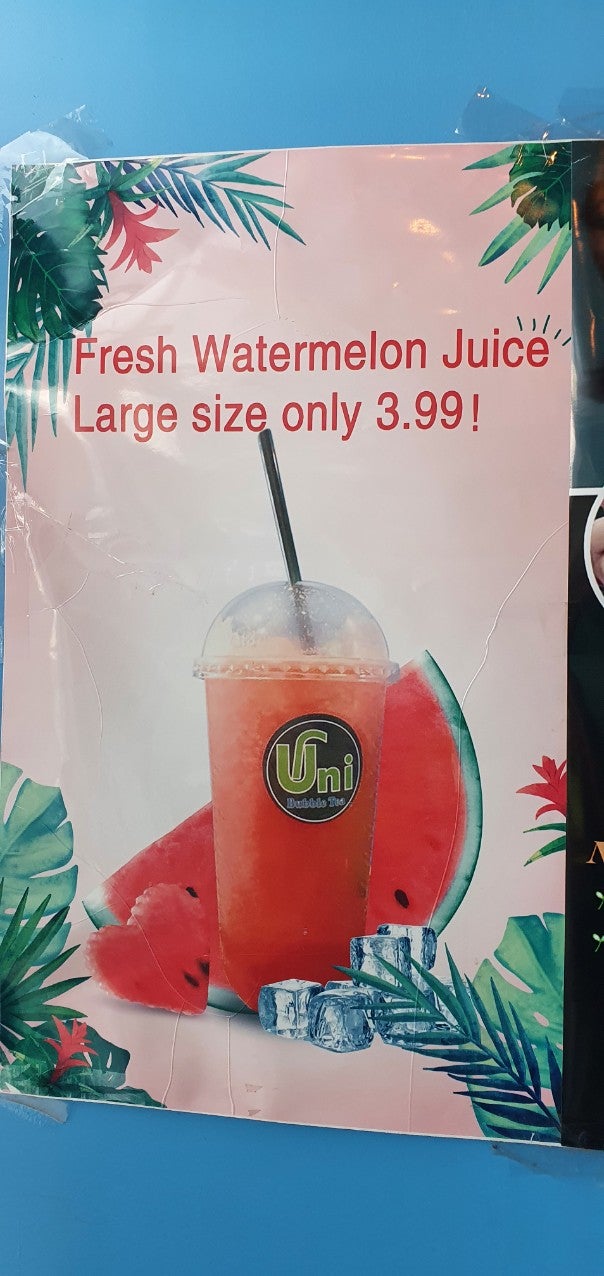 Fresh Watermelon Juice
Large size only 3.99!
Uni
Bubble Tea